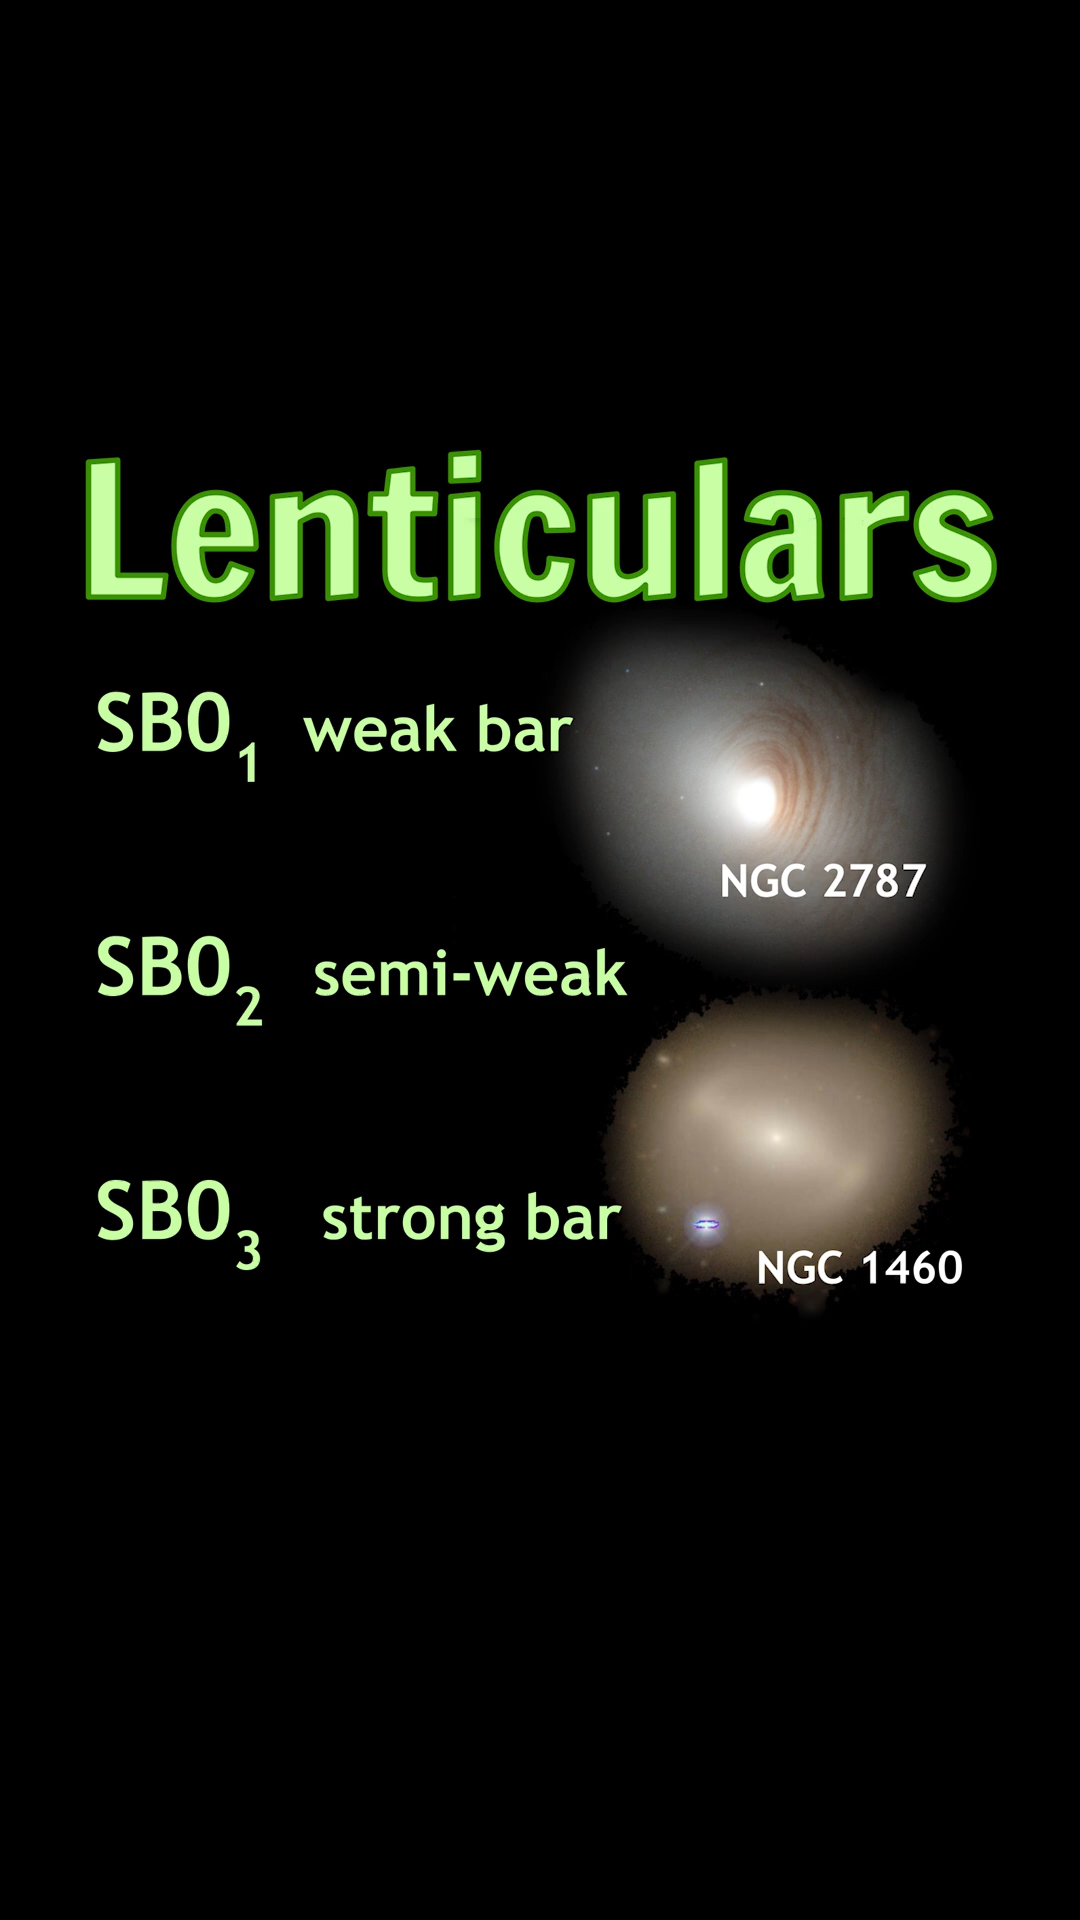 Lenticulars
SB0₁ weak bar
NGC 2787
SB0₂ semi-weak
SB0₃ strong bar
NGC 1460